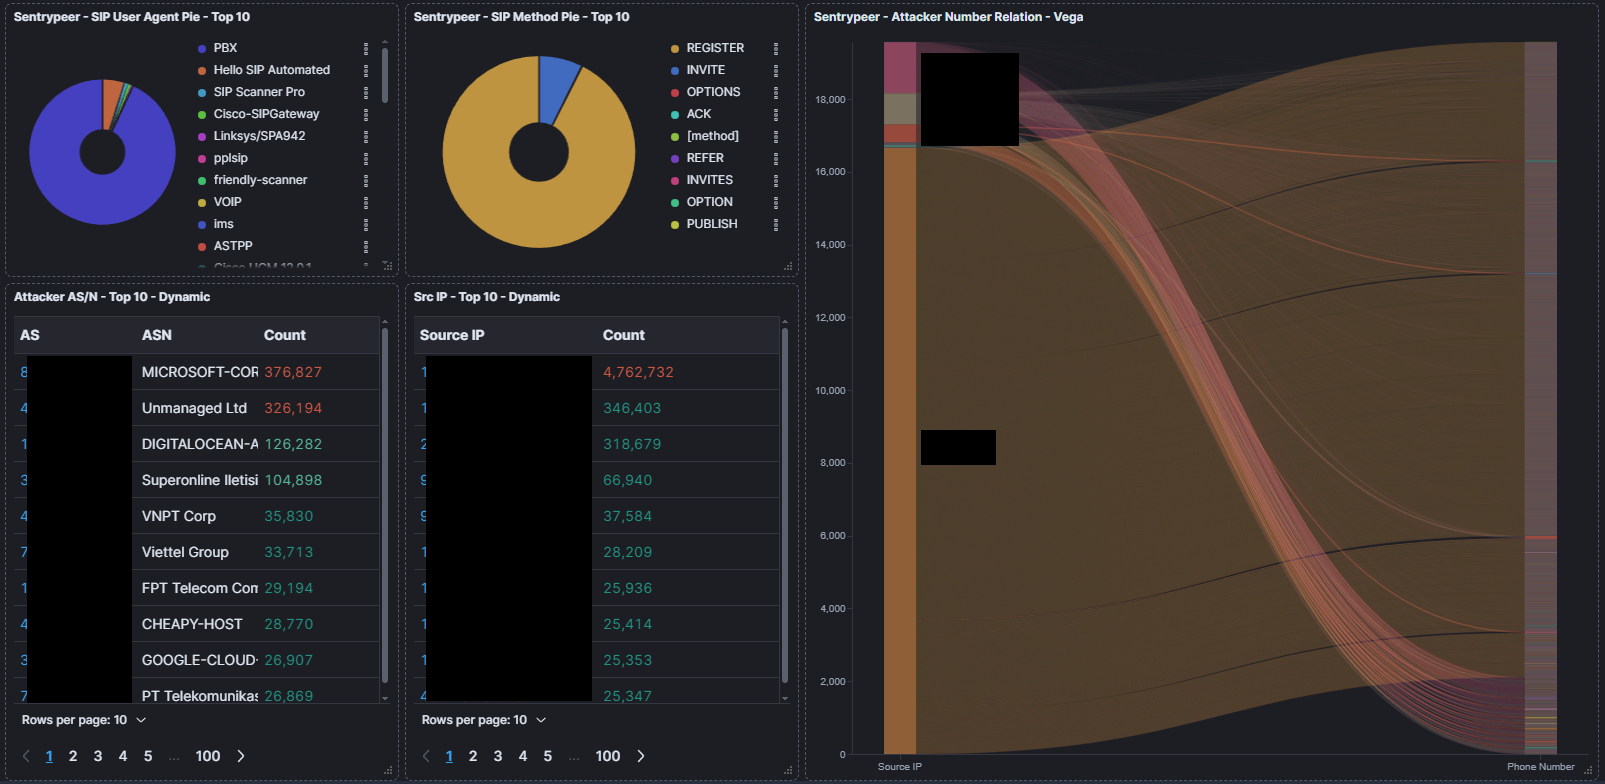 Sentrypeer - SIP User Agent Pie - Top 10
PBX
Hello SIP Automated
SIP Scanner Pro
Cisco-SIPGateway
Linksys/SPA942
pplsip
friendly-scanner
VOIP
ims
ASTPP
Sentrypeer - SIP Method Pie - Top 10
REGISTER
INVITE
OPTIONS
ACK
[method]
REFER
INVITES
OPTION
PUBLISH
Attacker AS/N - Top 10 - Dynamic
AS ASN Count
8 MICROSOFT-COR 376,827
4 Unmanaged Ltd 326,194
1 DIGITALOCEAN-A 126,282
3 Superonline Iletisi 104,898
4 VNPT Corp 35,830
7 Viettel Group 33,713
1 FPT Telecom Com 29,194
4 CHEAPY-HOST 28,770
3 GOOGLE-CLOUD- 26,907
7 PT Telekomunikas 26,869
Rows per page: 10
1 2 3 4 5 ... 100
Src IP - Top 10 - Dynamic
Source IP Count
1 4,762,732
1 346,403
2 318,679
9 66,940
9 37,584
1 28,209
1 25,936
1 25,414
1 25,353
4 25,347
Rows per page: 10
1 2 3 4 5 ... 100
Sentrypeer - Attacker Number Relation - Vega
18,000
16,000
14,000
12,000
10,000
8,000
6,000
4,000
2,000
0
Source IP Phone Number